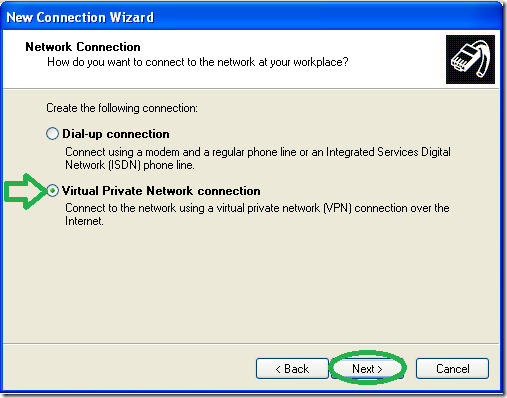 New Connection Wizard
Network Connection
How do you want to connect to the network at your workplace?
Create the following connection:
Dial-up connection
Connect using a modem and a regular phone line or an Integrated Services Digital
Network (ISDN) phone line.
Virtual Private Network connection
Connect to the network using a virtual private network (VPN) connection over the
Internet.
< Back
Next >
Cancel